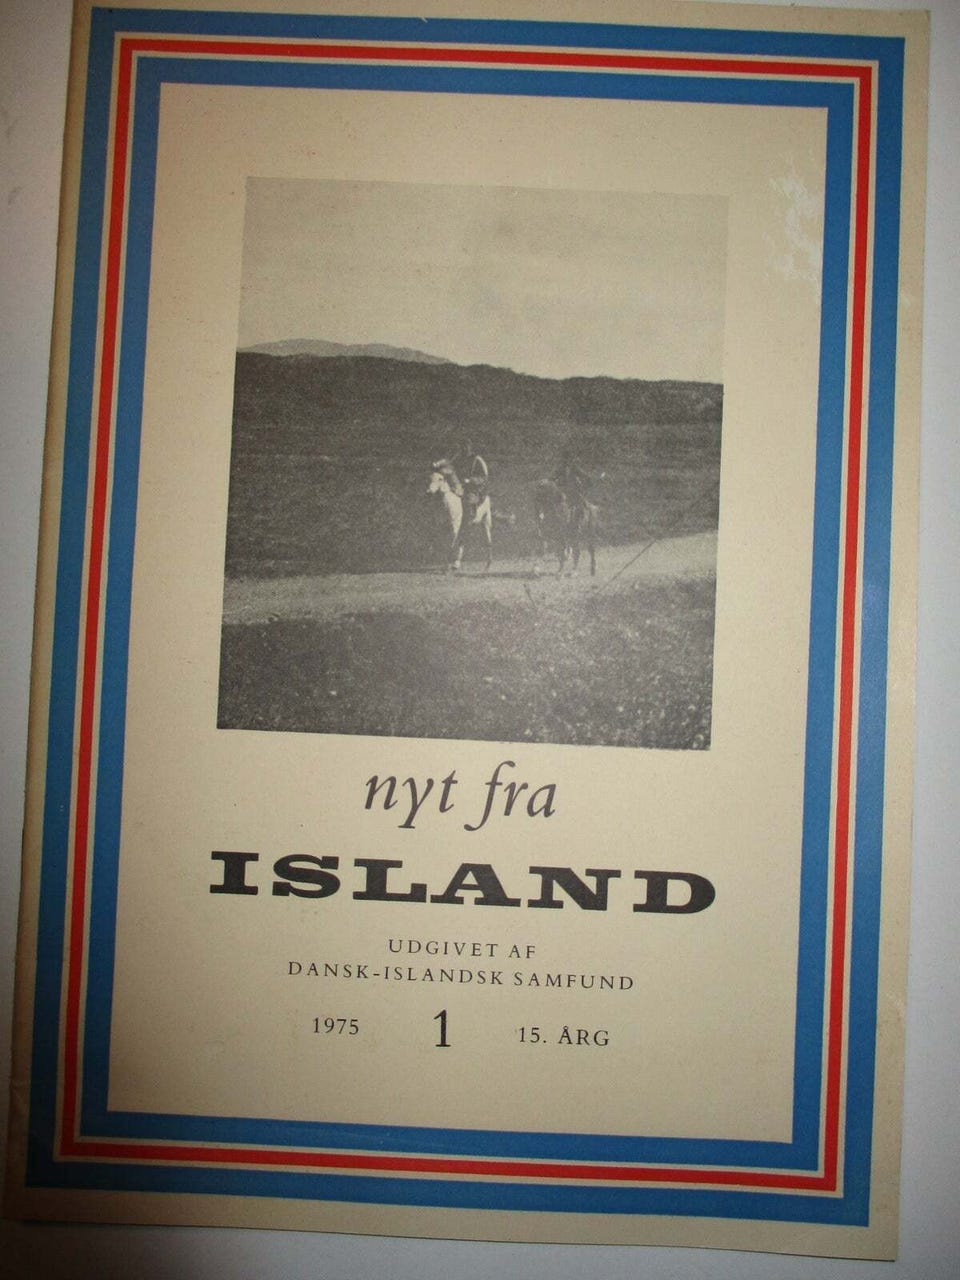 nyt fra
ISLAND
UDGIVET AF
DANSK-ISLANDSK SAMFUND
1975 1 15. ÅRG